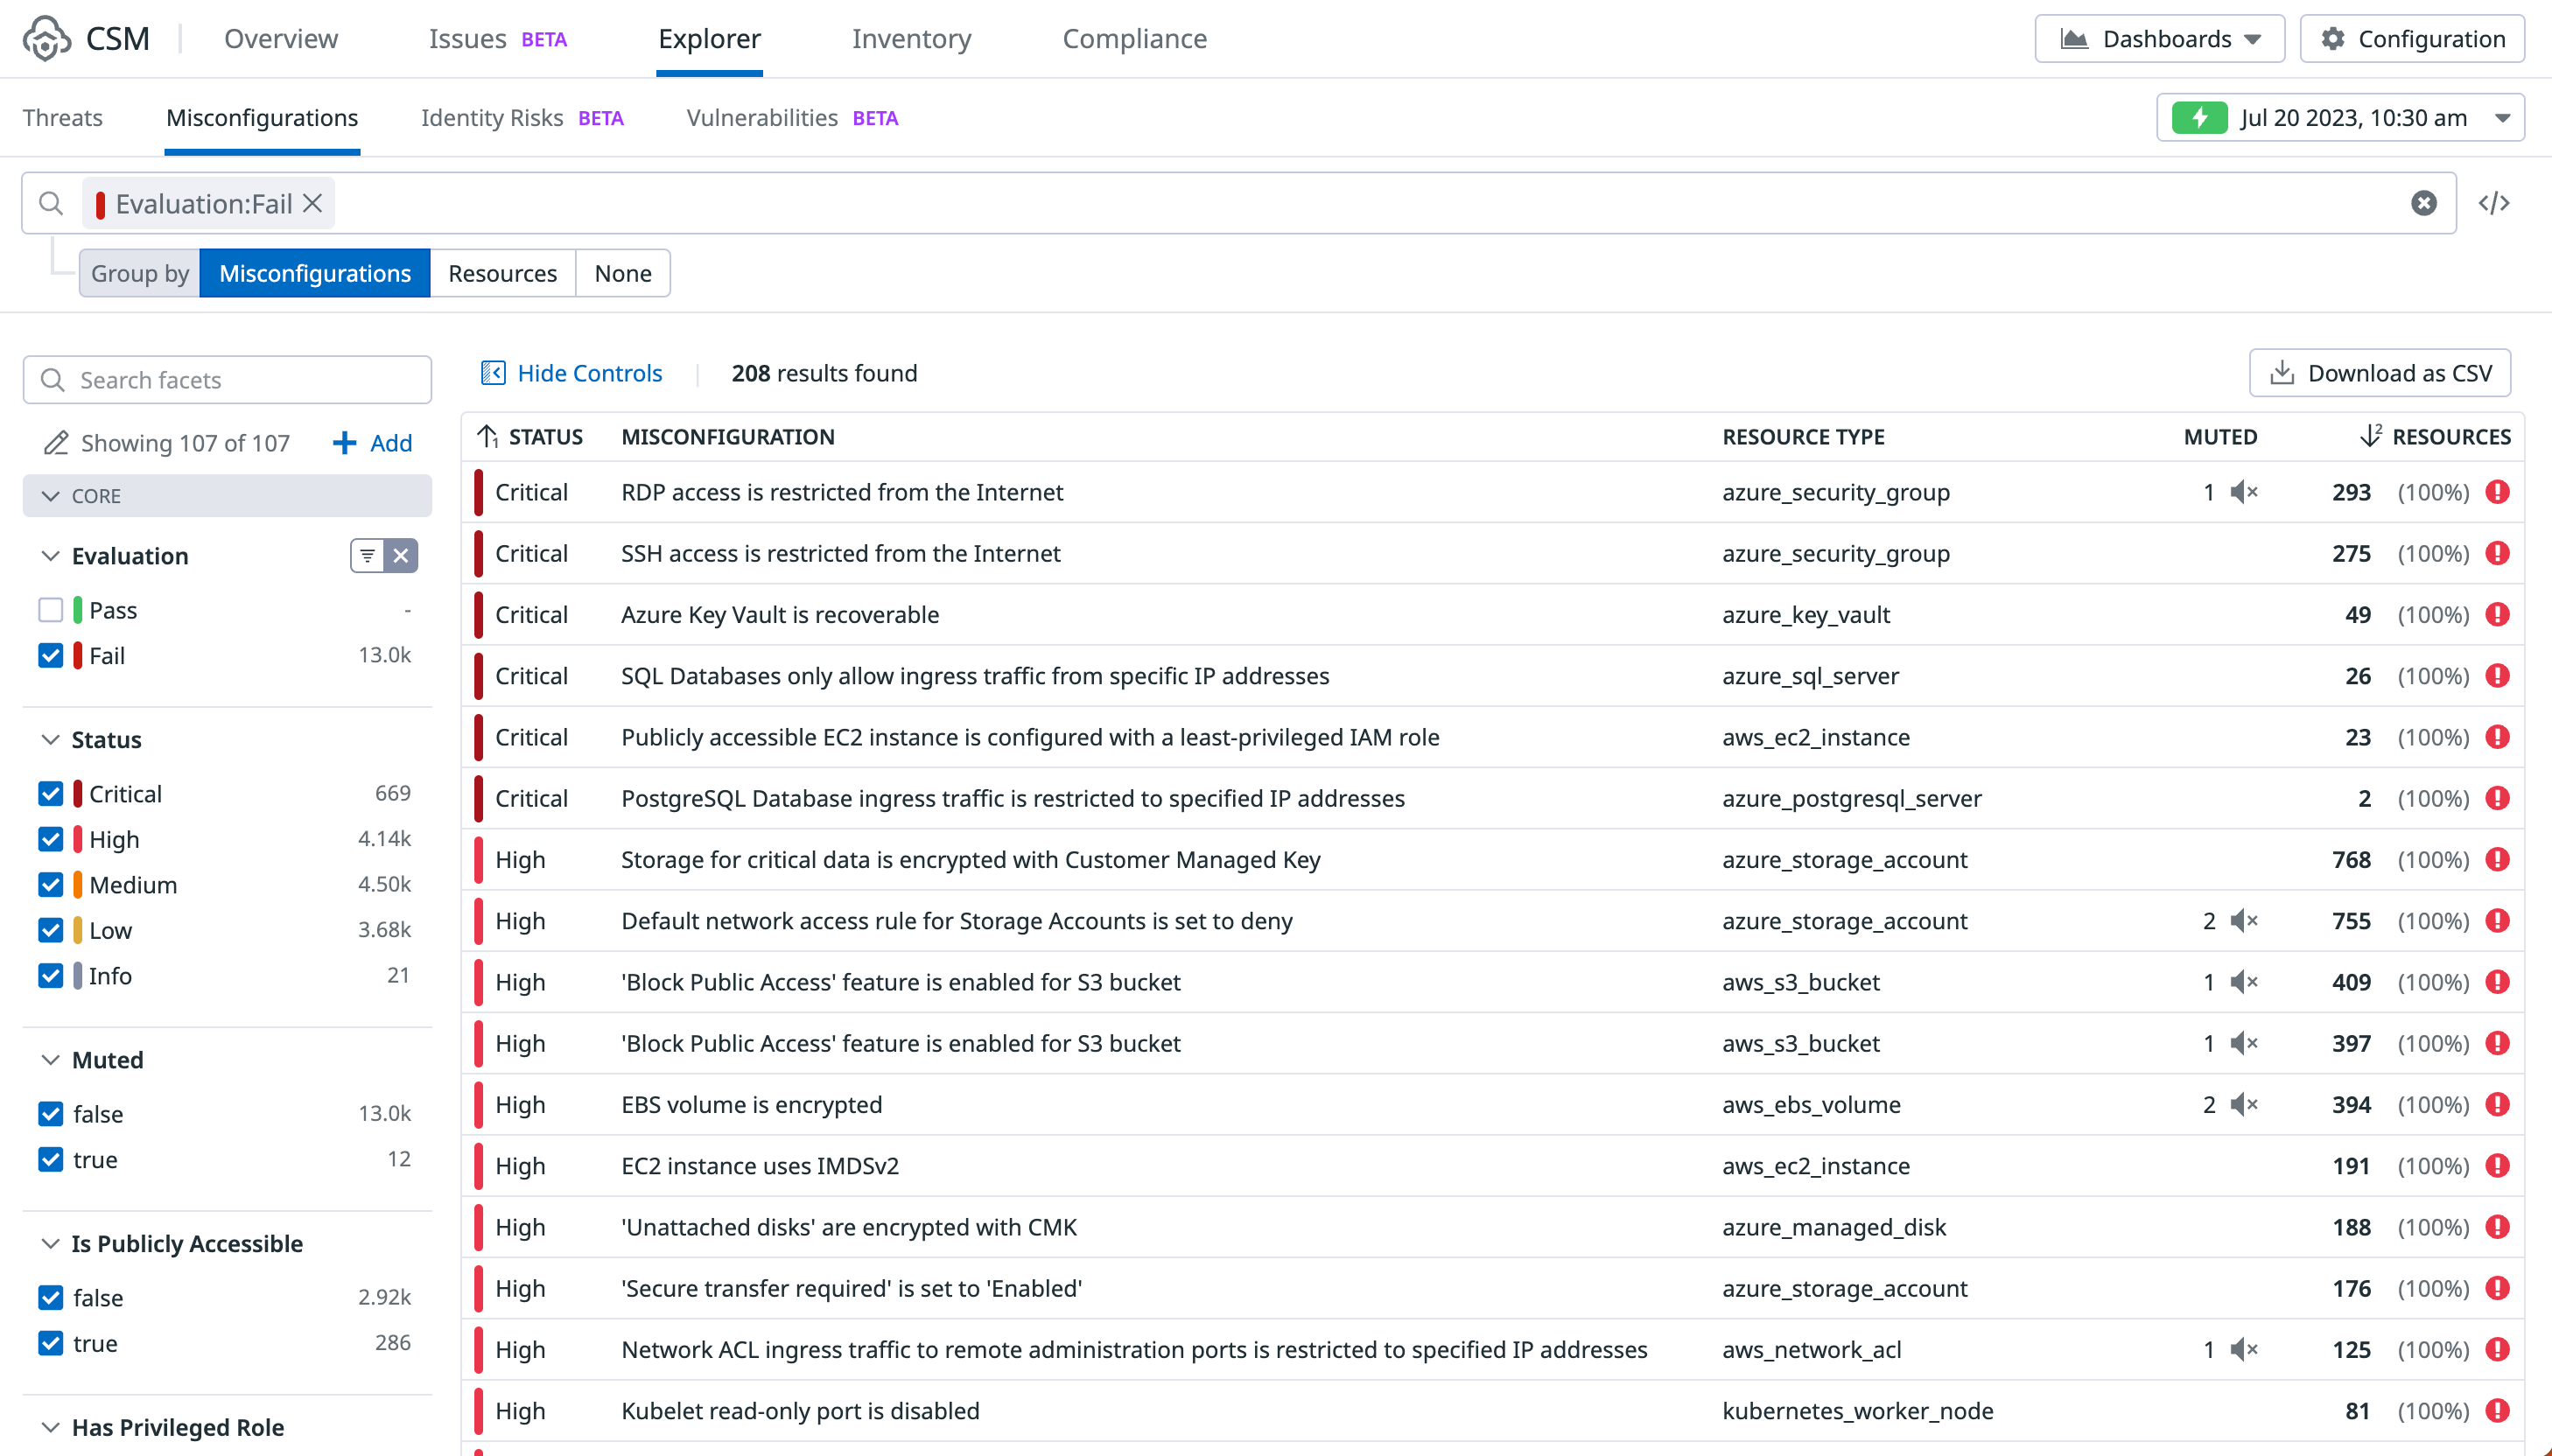 CSM Overview Issues BETA Explorer Inventory Compliance Dashboards Configuration
Threats Misconfigurations Identity Risks BETA Vulnerabilities BETA Jul 20 2023, 10:30 am
Evaluation:Fail </>
Group by Misconfigurations Resources None
Search facets
Showing 107 of 107 Add
CORE
Evaluation
Pass -
Fail 13.0k
Status
Critical 669
High 4.14k
Medium 4.50k
Low 3.68k
Info 21
Muted
false 13.0k
true 12
Is Publicly Accessible
false 2.92k
true 286
Has Privileged Role
Hide Controls 208 results found Download as CSV
1 STATUS MISCONFIGURATION RESOURCE TYPE MUTED 2 RESOURCES
Critical RDP access is restricted from the Internet azure_security_group 1 293 (100%)
Critical SSH access is restricted from the Internet azure_security_group 275 (100%)
Critical Azure Key Vault is recoverable azure_key_vault 49 (100%)
Critical SQL Databases only allow ingress traffic from specific IP addresses azure_sql_server 26 (100%)
Critical Publicly accessible EC2 instance is configured with a least-privileged IAM role aws_ec2_instance 23 (100%)
Critical PostgreSQL Database ingress traffic is restricted to specified IP addresses azure_postgresql_server 2 (100%)
High Storage for critical data is encrypted with Customer Managed Key azure_storage_account 768 (100%)
High Default network access rule for Storage Accounts is set to deny azure_storage_account 2 755 (100%)
High 'Block Public Access' feature is enabled for S3 bucket aws_s3_bucket 1 409 (100%)
High 'Block Public Access' feature is enabled for S3 bucket aws_s3_bucket 1 397 (100%)
High EBS volume is encrypted aws_ebs_volume 2 394 (100%)
High EC2 instance uses IMDSv2 aws_ec2_instance 191 (100%)
High 'Unattached disks' are encrypted with CMK azure_managed_disk 188 (100%)
High 'Secure transfer required' is set to 'Enabled' azure_storage_account 176 (100%)
High Network ACL ingress traffic to remote administration ports is restricted to specified IP addresses aws_network_acl 1 125 (100%)
High Kubelet read-only port is disabled kubernetes_worker_node 81 (100%)